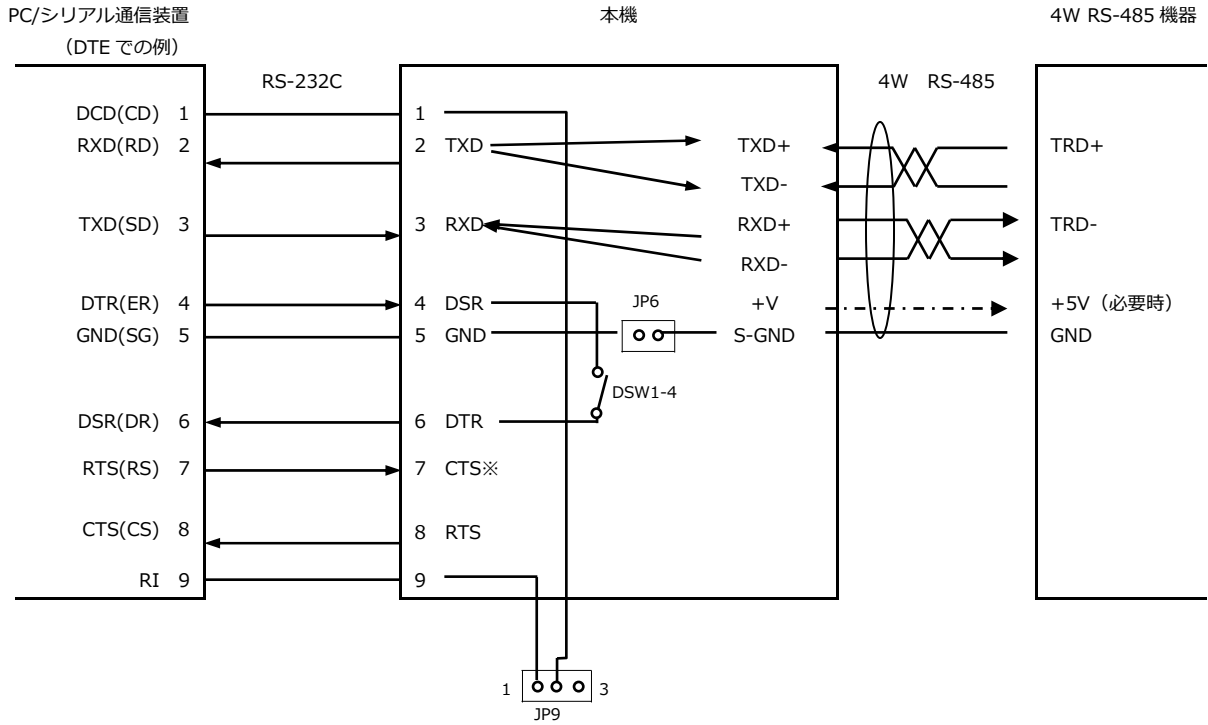 PC/シリアル通信装置 本機 4W RS-485 機器
(DTE での例)
RS-232C 4W RS-485
DCD(CD) 1 1
RXD(RD) 2 2 TXD TXD+ TRD+
TXD-
TXD(SD) 3 3 RXD RXD+ TRD-
RXD-
DTR(ER) 4 4 DSR JP6 +V +5V(必要時)
GND(SG) 5 5 GND S-GND GND
DSW1-4
DSR(DR) 6 6 DTR
RTS(RS) 7 7 CTS※
CTS(CS) 8 8 RTS
RI 9 9
1 3
JP9